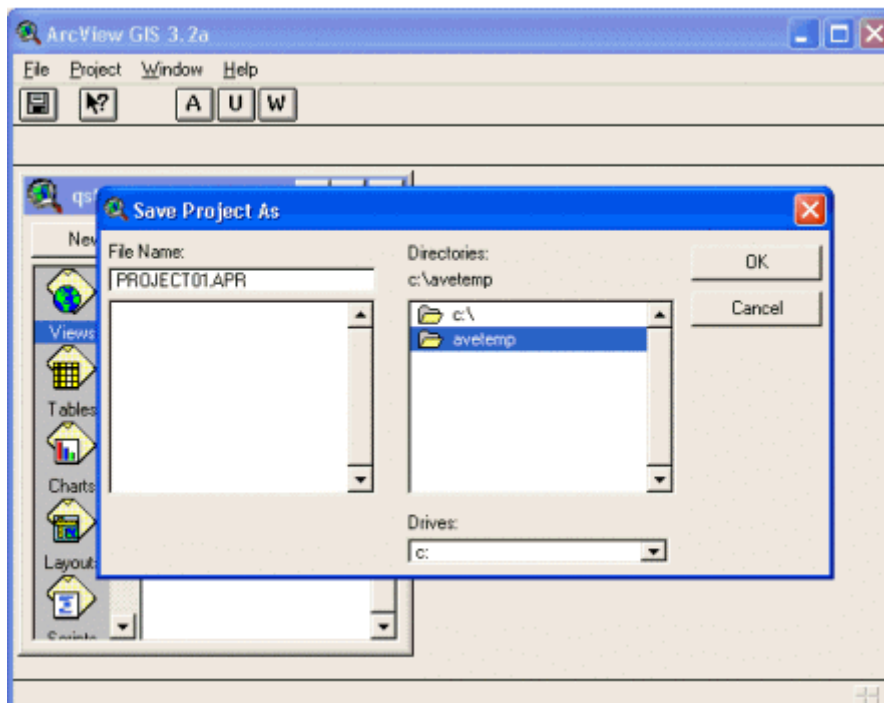 ArcView GIS 3.2a
File Project Window Help
A U W
Save Project As
New
File Name:
PROJECT01.APR
Directories:
c:\avetemp
c:\
avetemp
OK
Cancel
Views
Tables
Charts
Drives:
c: